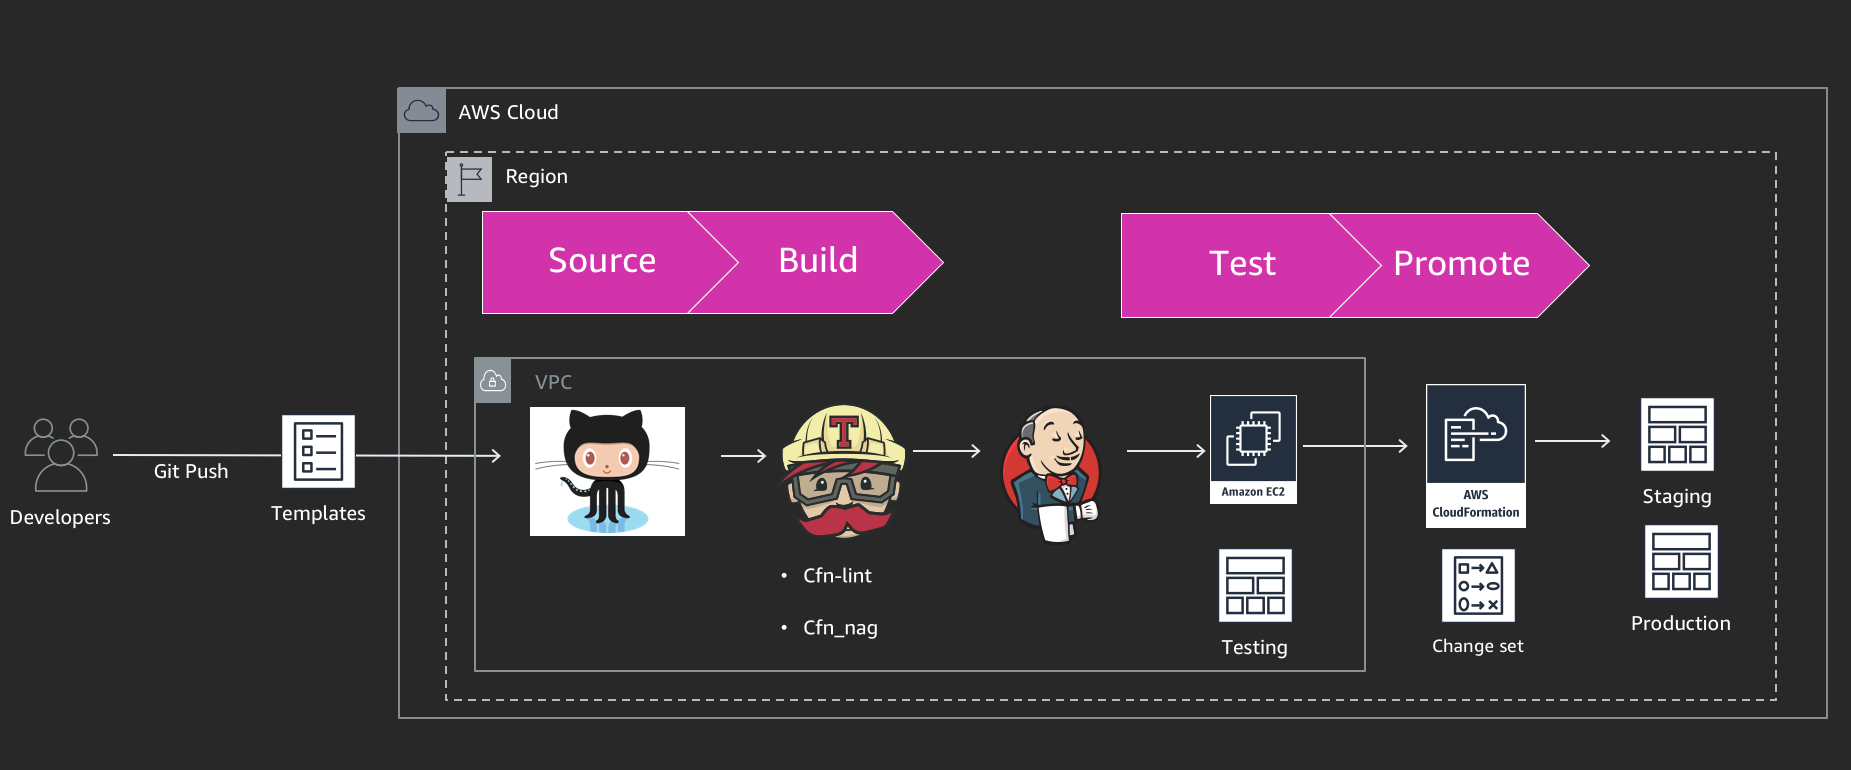 AWS Cloud
Region
Source
Build
Test
Promote
VPC
Developers
Git Push
Templates
T
• Cfn-lint
• Cfn_nag
Amazon EC2
Testing
AWS
CloudFormation
Change set
Staging
Production